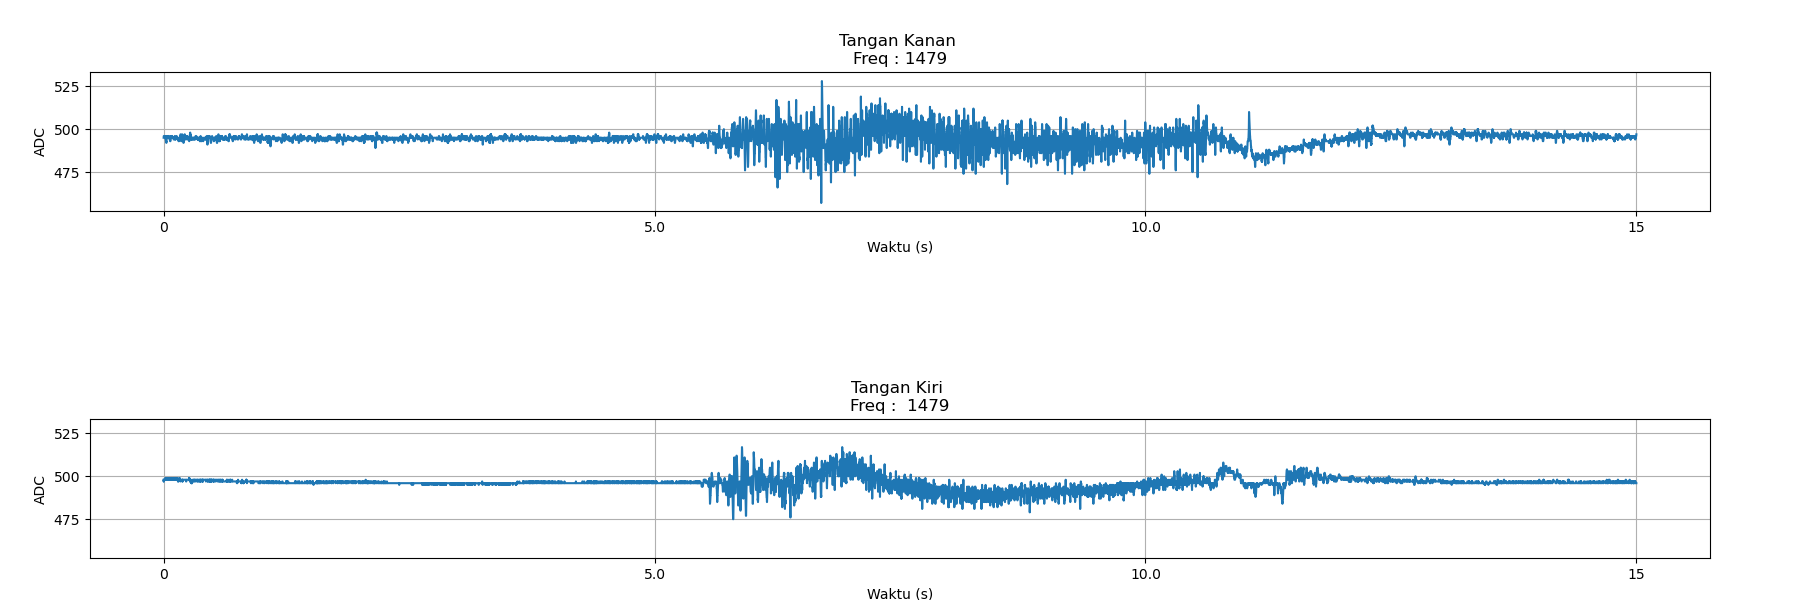 Tangan Kanan
Freq : 1479
525
500
475
ADC
0 5.0 10.0 15
Waktu (s)
Tangan Kiri
Freq :  1479
525
500
475
ADC
0 5.0 10.0 15
Waktu (s)